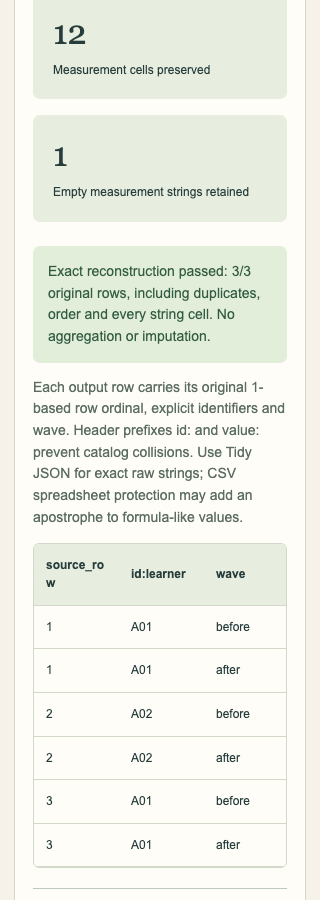 12
Measurement cells preserved
1
Empty measurement strings retained
Exact reconstruction passed: 3/3
original rows, including duplicates,
order and every string cell. No
aggregation or imputation.
Each output row carries its original 1-
based row ordinal, explicit identifiers and
wave. Header prefixes id: and value:
prevent catalog collisions. Use Tidy
JSON for exact raw strings; CSV
spreadsheet protection may add an
apostrophe to formula-like values.
source_ro
w id:learner wave
1 A01 before
1 A01 after
2 A02 before
2 A02 after
3 A01 before
3 A01 after